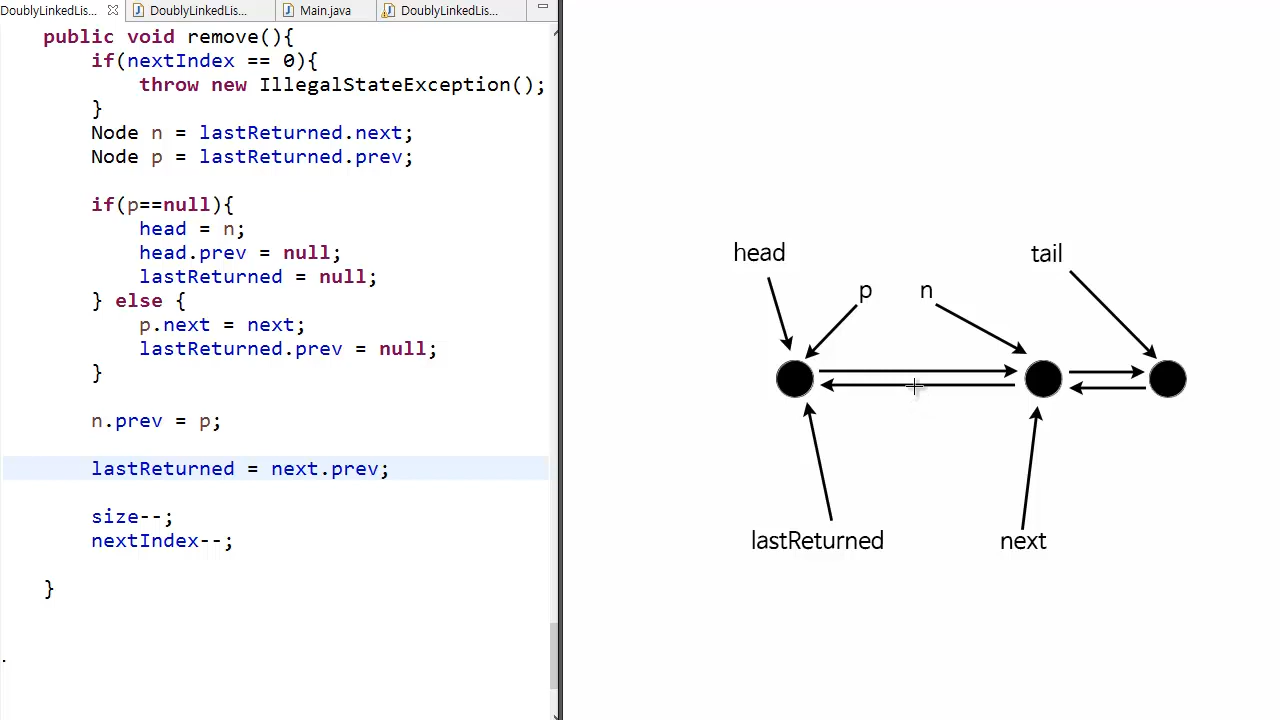 DoublyLinkedLis... DoublyLinkedLis... Main.java DoublyLinkedLis...
public void remove(){
if(nextIndex == 0){
throw new IllegalStateException();
}
Node n = lastReturned.next;
Node p = lastReturned.prev;
if(p==null){
head = n;
head.prev = null;
lastReturned = null;
} else {
p.next = next;
lastReturned.prev = null;
}
n.prev = p;
lastReturned = next.prev;
size--;
nextIndex--;
}
head tail
p n
lastReturned next